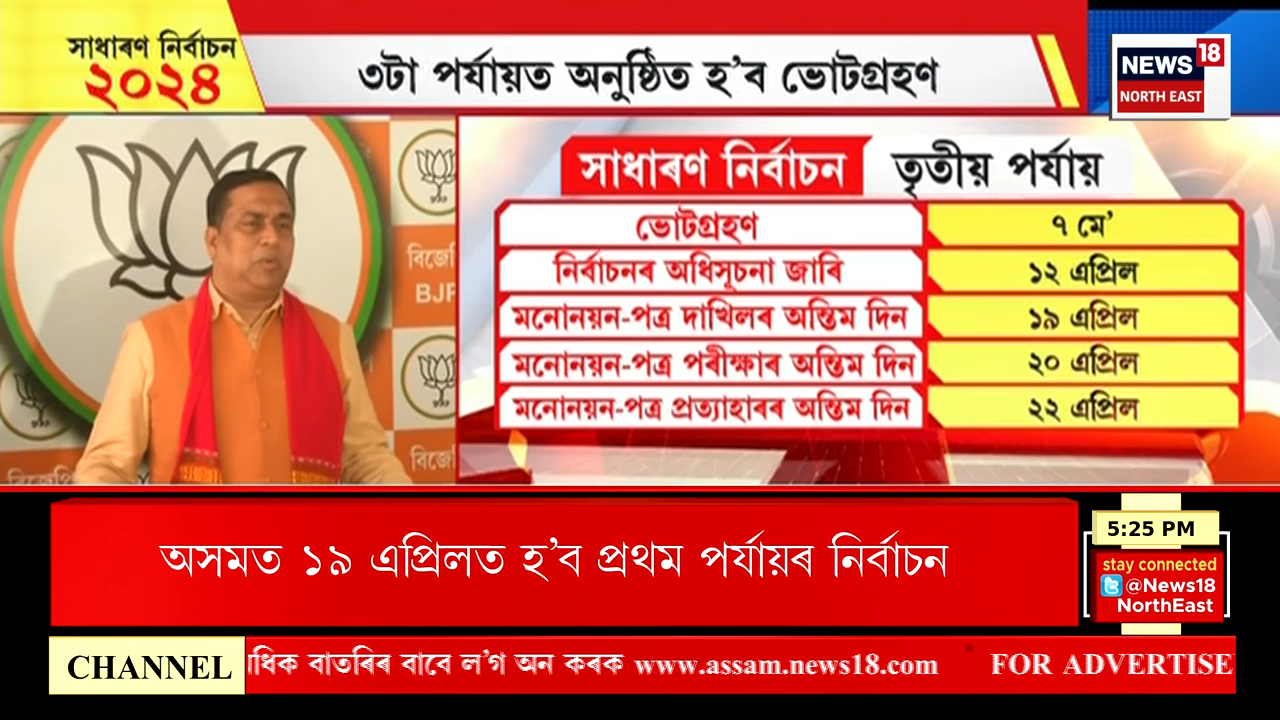 সাধাৰণ নিৰ্বাচন
২০২৪
৩টা পৰ্যায়ত অনুষ্ঠিত হ'ব ভোটগ্ৰহণ
NEWS 18
NORTH EAST
সাধাৰণ নিৰ্বাচন তৃতীয় পৰ্যায়
ভোটগ্ৰহণ ৭ মে'
নিৰ্বাচনৰ অধিসূচনা জাৰি ১২ এপ্ৰিল
মনোনয়ন-পত্ৰ দাখিলৰ অন্তিম দিন ১৯ এপ্ৰিল
মনোনয়ন-পত্ৰ পৰীক্ষাৰ অন্তিম দিন ২০ এপ্ৰিল
মনোনয়ন-পত্ৰ প্ৰত্যাহাৰৰ অন্তিম দিন ২২ এপ্ৰিল
অসমত ১৯ এপ্ৰিলত হ'ব প্ৰথম পৰ্যায়ৰ নিৰ্বাচন
5:25 PM
stay connected
@News18
NorthEast
CHANNEL বাতৰিৰ বাবে ল'গ অন কৰক www.assam.news18.com FOR ADVERTISE